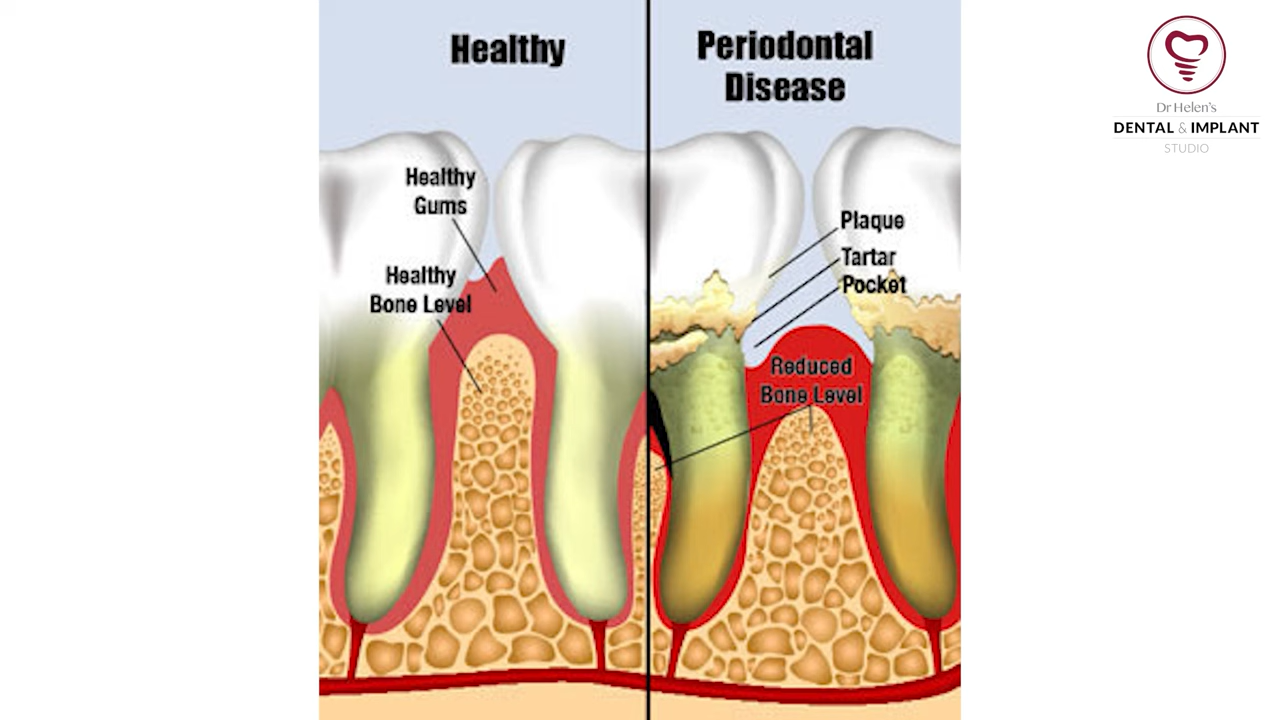 Healthy
Healthy
Gums
Healthy
Bone Level
Periodontal
Disease
Plaque
Tartar
Pocket
Reduced
Bone Level
Dr Helen's
DENTAL & IMPLANT
STUDIO